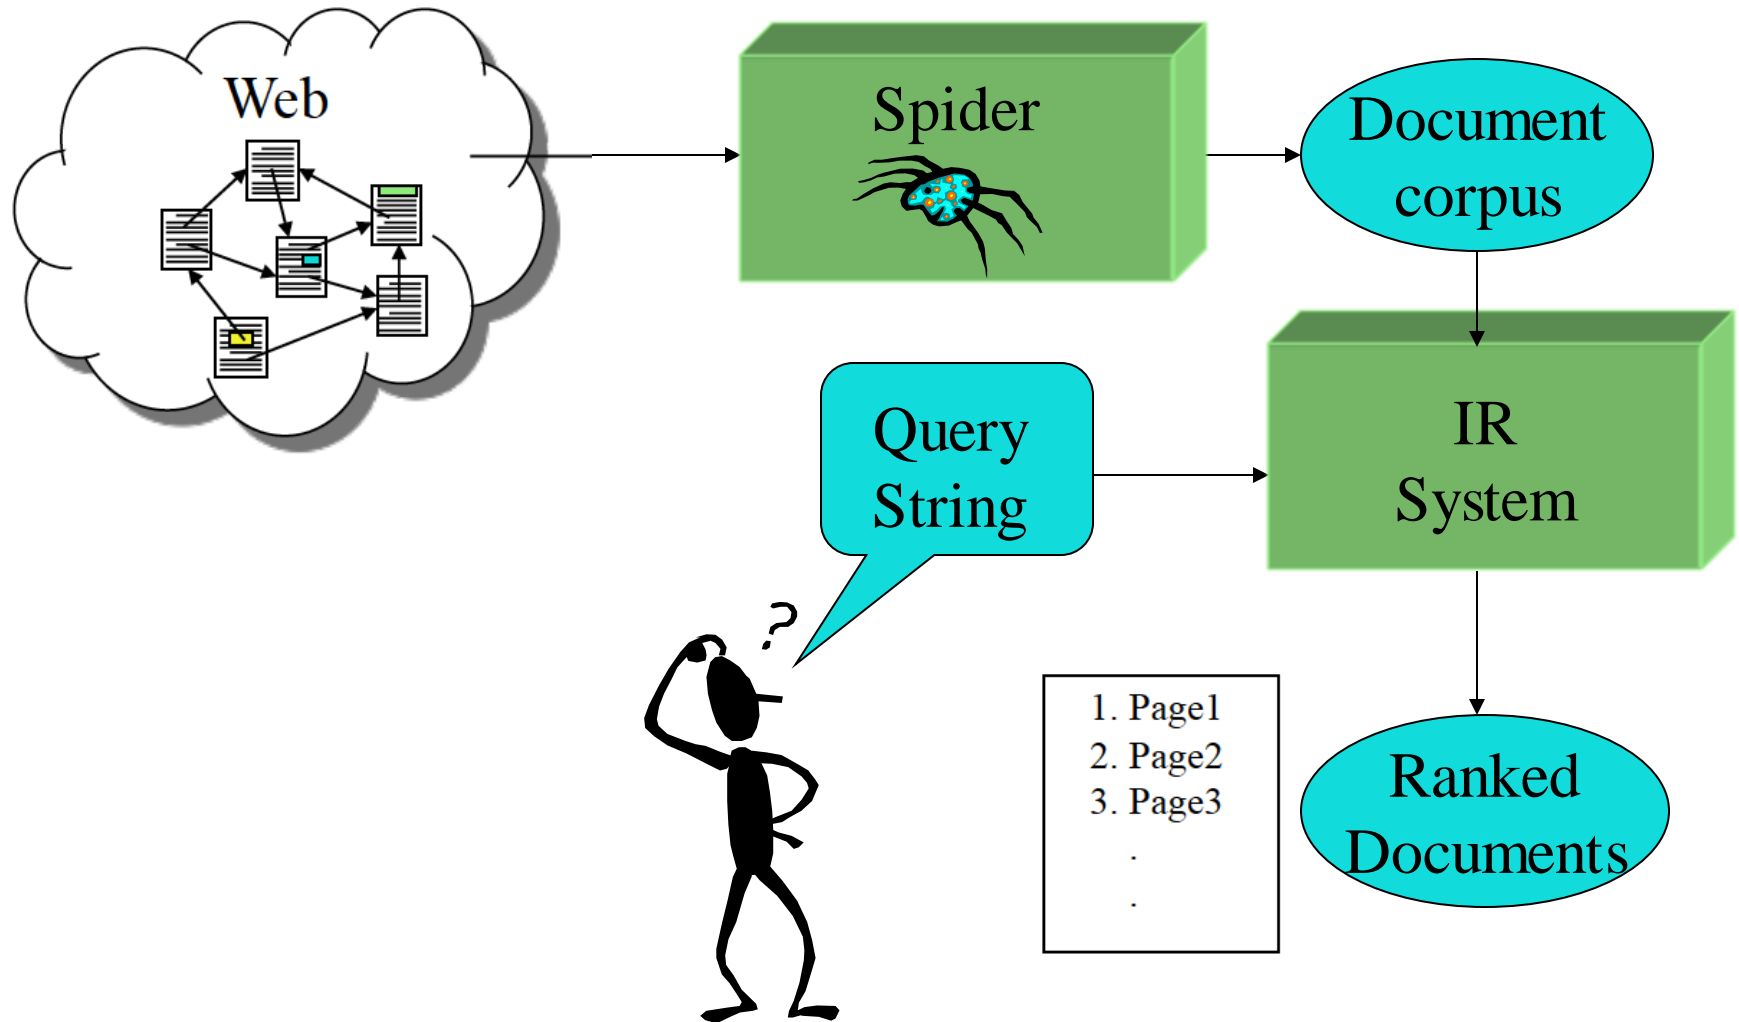 Web
Spider
Document
corpus
Query
String
IR
System
?
1. Page1
2. Page2
3. Page3
.
.
Ranked
Documents